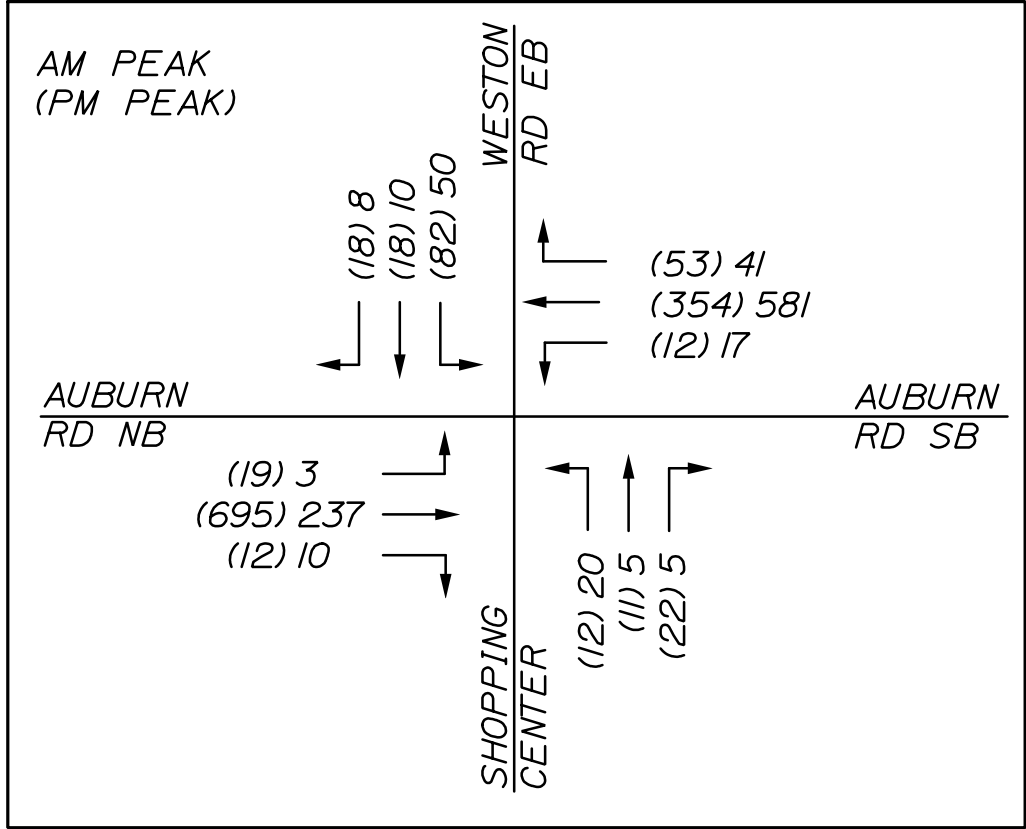 AM PEAK
(PM PEAK)
WESTON
RD EB
(18) 8
(18) 10
(82) 50
(53) 41
(354) 581
(12) 17
AUBURN
RD NB
AUBURN
RD SB
(19) 3
(695) 237
(12) 10
(12) 20
(11) 5
(22) 5
SHOPPING
CENTER